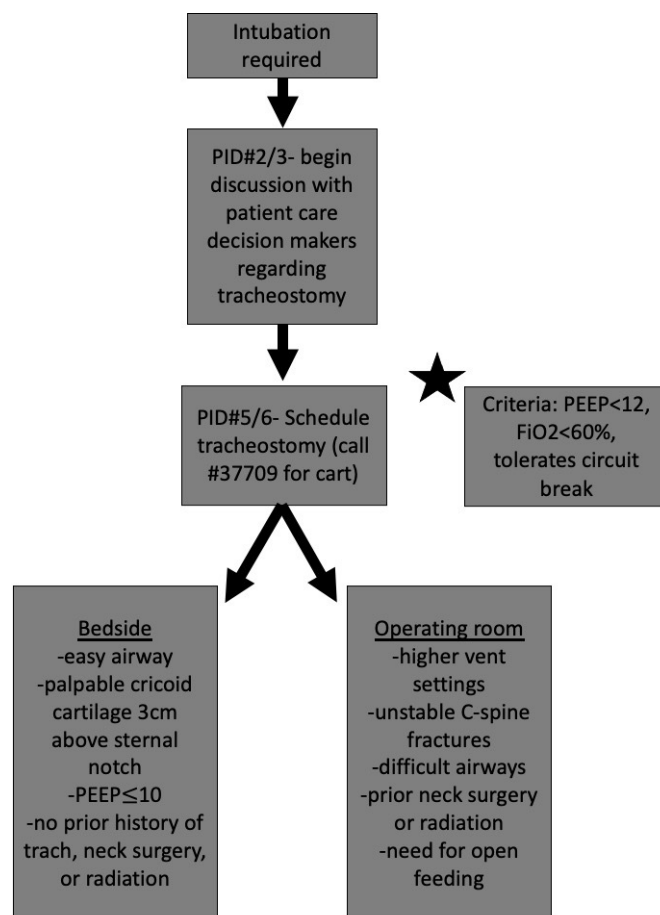 Intubation
required
PID#2/3- begin
discussion with
patient care
decision makers
regarding
tracheostomy
PID#5/6- Schedule
tracheostomy (call
#37709 for cart)
Criteria: PEEP<12,
FiO2<60%,
tolerates circuit
break
Bedside
-easy airway
-palpable cricoid
cartilage 3cm
above sternal
notch
-PEEP≤10
-no prior history of
trach, neck surgery,
or radiation
Operating room
-higher vent
settings
-unstable C-spine
fractures
-difficult airways
-prior neck surgery
or radiation
-need for open
feeding